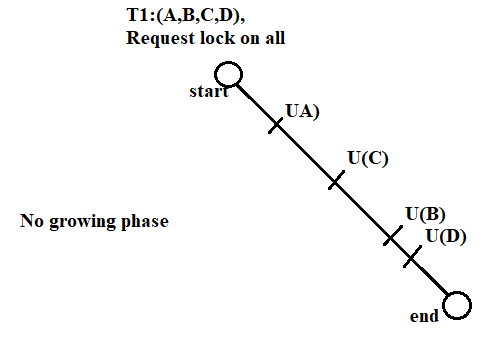 T1:(A,B,C,D),
Request lock on all
start
UA)
U(C)
U(B)
U(D)
No growing phase
end